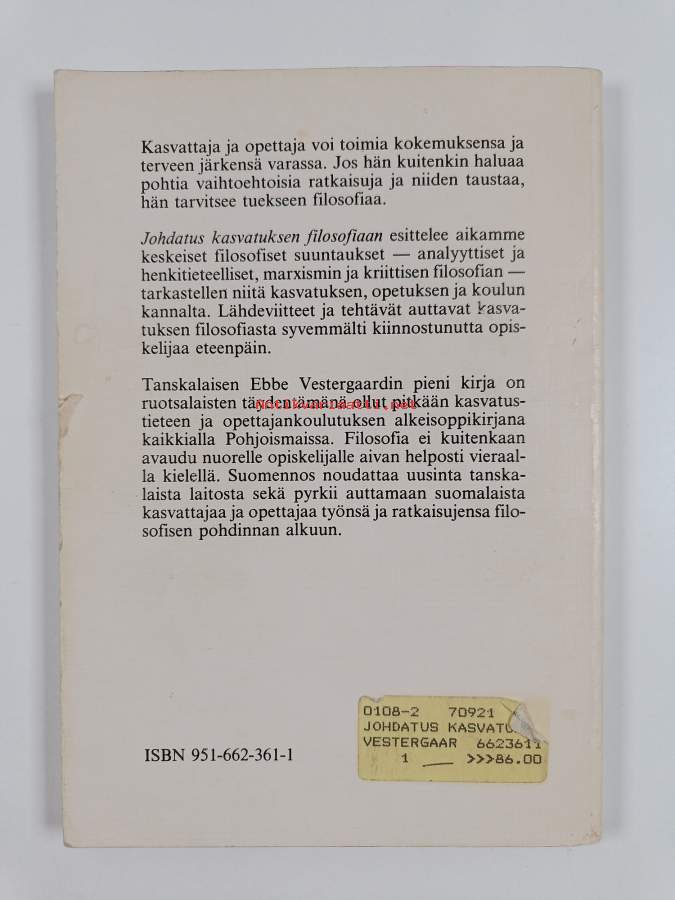 Kasvattaja ja opettaja voi toimia kokemuksensa ja
terveen järkensä varassa. Jos hän kuitenkin haluaa
pohtia vaihtoehtoisia ratkaisuja ja niiden taustaa,
hän tarvitsee tuekseen filosofiaa.
Johdatus kasvatuksen filosofiaan esittelee aikamme
keskeiset filosofiset suuntaukset — analyyttiset ja
henkitieteelliset, marxismin ja kriittisen filosofian —
tarkastellen niitä kasvatuksen, opetuksen ja koulun
kannalta. Lähdeviitteet ja tehtävät auttavat kasva-
tuksen filosofiasta syvemmälti kiinnostunutta opis-
kelijaa eteenpäin.
Tanskalaisen Ebbe Vestergaardin pieni kirja on
ruotsalaisten täydentämänä ollut pitkään kasvatus-
tieteen ja opettajankoulutuksen alkeisoppikirjana
kaikkialla Pohjoismaissa. Filosofia ei kuitenkaan
avaudu nuorelle opiskelijalle aivan helposti vieraal-
la kielellä. Suomennos noudattaa uusinta tanska-
laista laitosta sekä pyrkii auttamaan suomalaista
kasvattajaa ja opettajaa työnsä ja ratkaisujensa filo-
sofisen pohdinnan alkuun.
0108-2 70921
JOHDATUS KASVATU
VESTERGAAR 6623611
1 ___ >>>86.00
ISBN 951-662-361-1